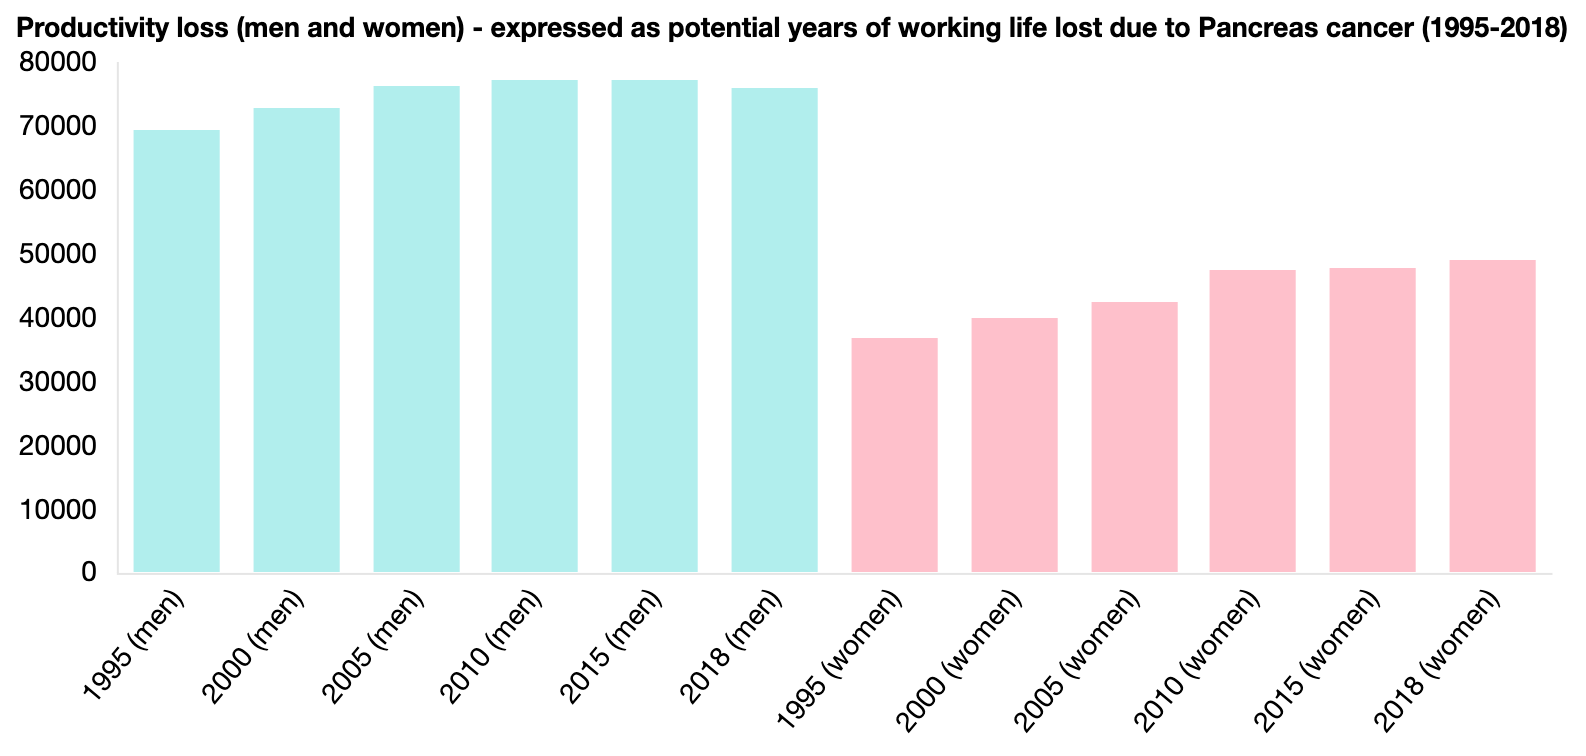 Productivity loss (men and women) - expressed as potential years of working life lost due to Pancreas cancer (1995-2018)
80000
70000
60000
50000
40000
30000
20000
10000
0
1995 (men)
2000 (men)
2005 (men)
2010 (men)
2015 (men)
2018 (men)
1995 (women)
2000 (women)
2005 (women)
2010 (women)
2015 (women)
2018 (women)